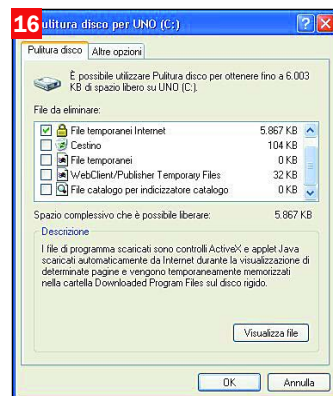 16
Pulitura disco per UNO (C:)
Pulitura disco
Altre opzioni
È possibile utilizzare Pulitura disco per ottenere fino a 6.003
KB di spazio libero su UNO (C:).
File da eliminare:
File temporanei Internet 5.867 KB
Cestino 104 KB
File temporanei 0 KB
WebClient/Publisher Temporary Files 32 KB
File catalogo per indicizzatore catalogo 0 KB
Spazio complessivo che è possibile liberare: 5.867 KB
Descrizione
I file di programma scaricati sono controlli ActiveX e applet Java
scaricati automaticamente da Internet durante la visualizzazione di
determinate pagine e vengono temporaneamente memorizzati
nella cartella Downloaded Program Files sul disco rigido.
Visualizza file
OK
Annulla